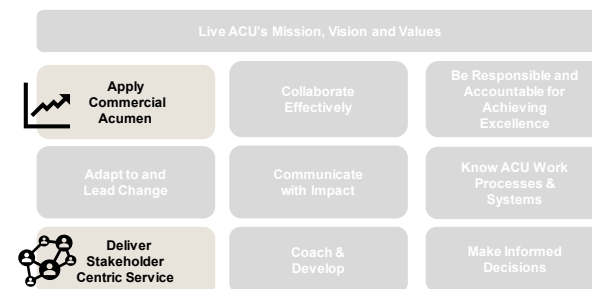 Live ACU's Mission, Vision and Values
Apply
Commercial
Acumen
Collaborate
Effectively
Be Responsible and
Accountable for
Achieving
Excellence
Adapt to and
Lead Change
Communicate
with Impact
Know ACU Work
Processes &
Systems
Deliver
Stakeholder
Centric Service
Coach &
Develop
Make Informed
Decisions